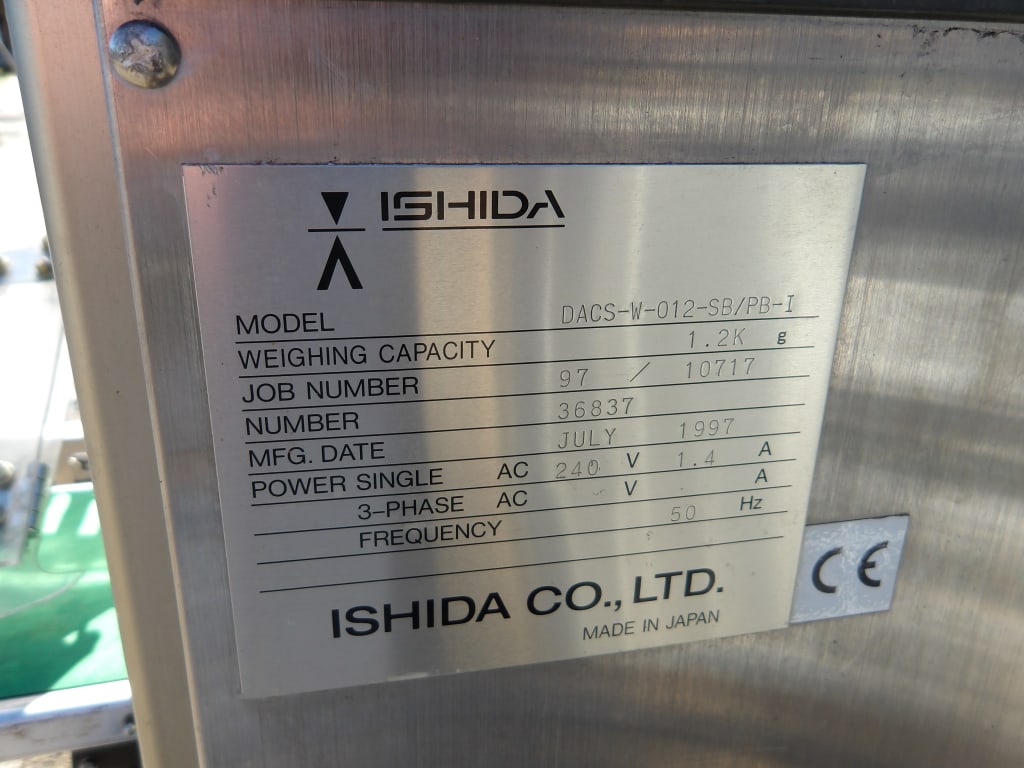 ISHIDA
MODEL DACS-W-012-SB/PB-I
WEIGHING CAPACITY 1.2K g
JOB NUMBER 97 / 10717
NUMBER 36837
MFG. DATE JULY 1997
POWER SINGLE AC 240 V 1.4 A
3-PHASE AC V A
FREQUENCY 50 Hz
ISHIDA CO., LTD.
MADE IN JAPAN
CE